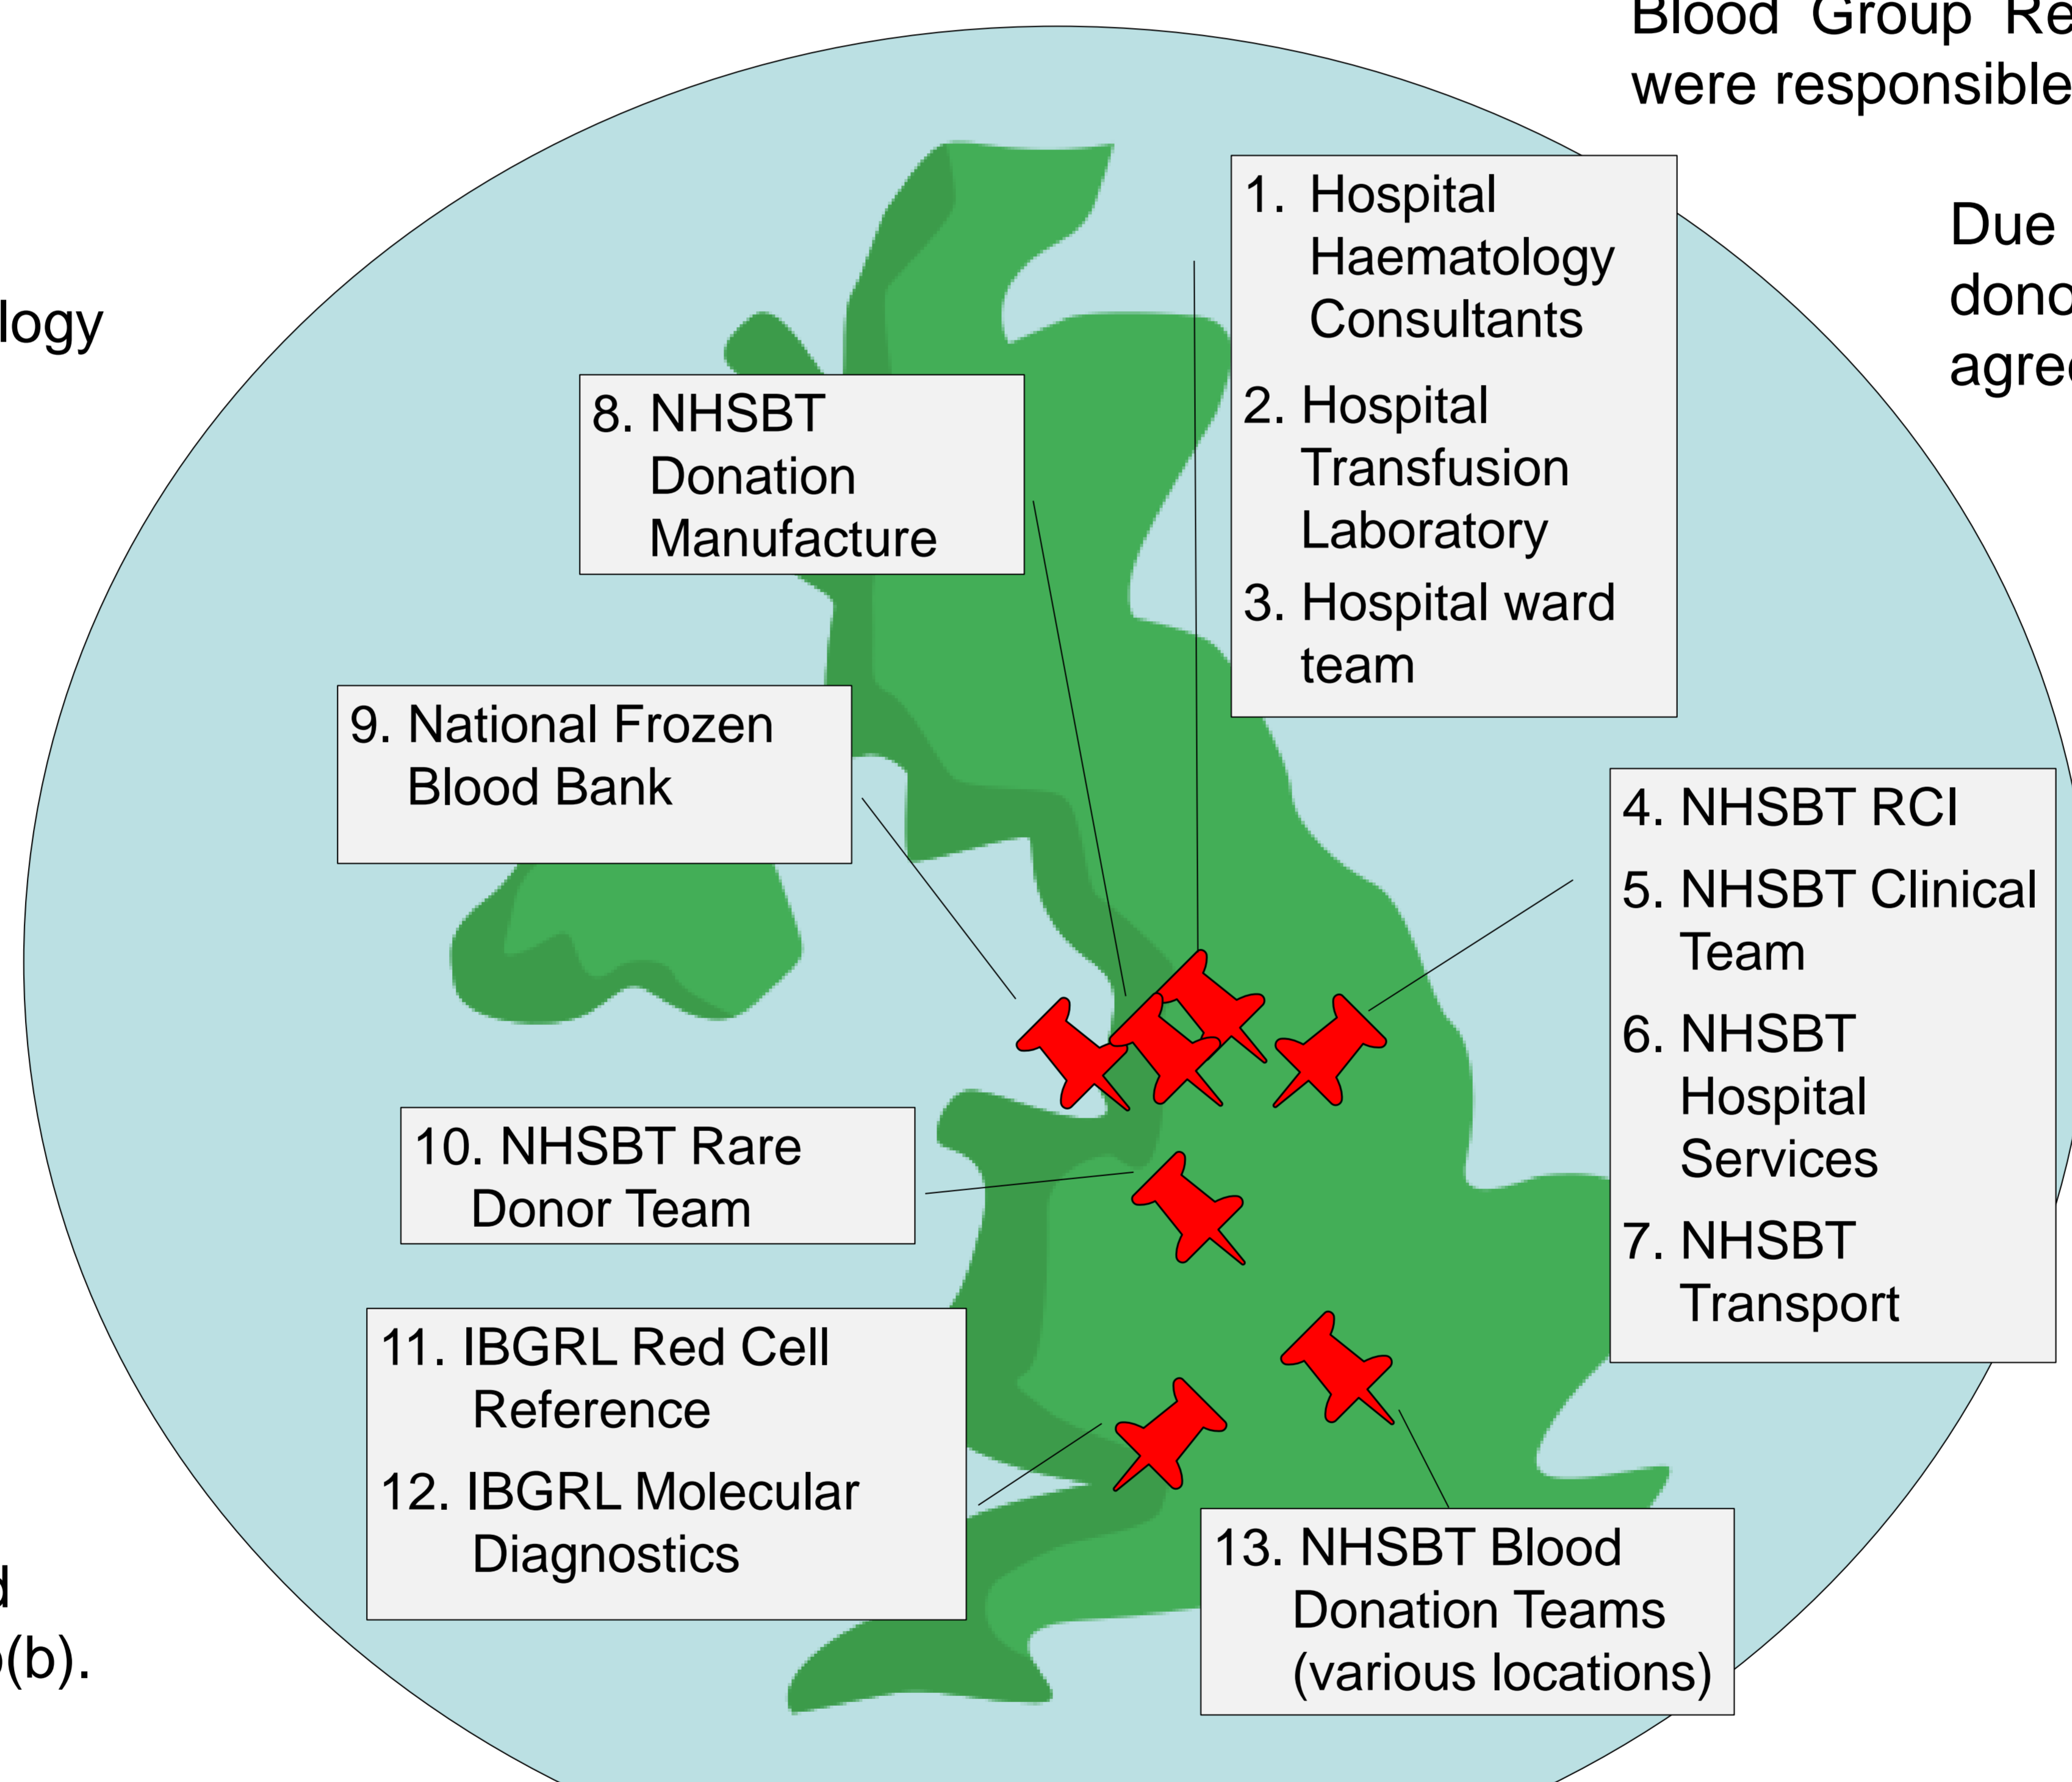 Blood Group
were responsible
Due
logy
1. Hospital
Haematology
Consultants
2. Hospital
Transfusion
Laboratory
3. Hospital ward
team
8. NHSBT
Donation
Manufacture
9. National Frozen
Blood Bank
4. NHSBT RCI
5. NHSBT Clinical
Team
6. NHSBT
Hospital
Services
7. NHSBT
Transport
10. NHSBT Rare
Donor Team
11. IBGRL Red Cell
Reference
12. IBGRL Molecular
Diagnostics
13. NHSBT Blood
Donation Teams
(various locations)
(b).